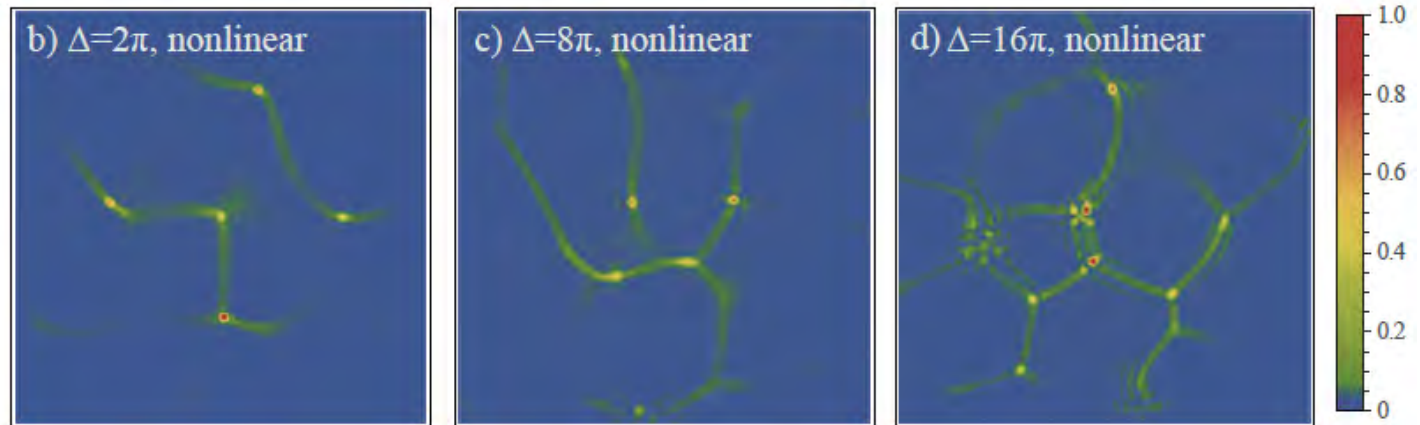 b) Δ=2π, nonlinear
c) Δ=8π, nonlinear
d) Δ=16π, nonlinear
1.0
0.8
0.6
0.4
0.2
0